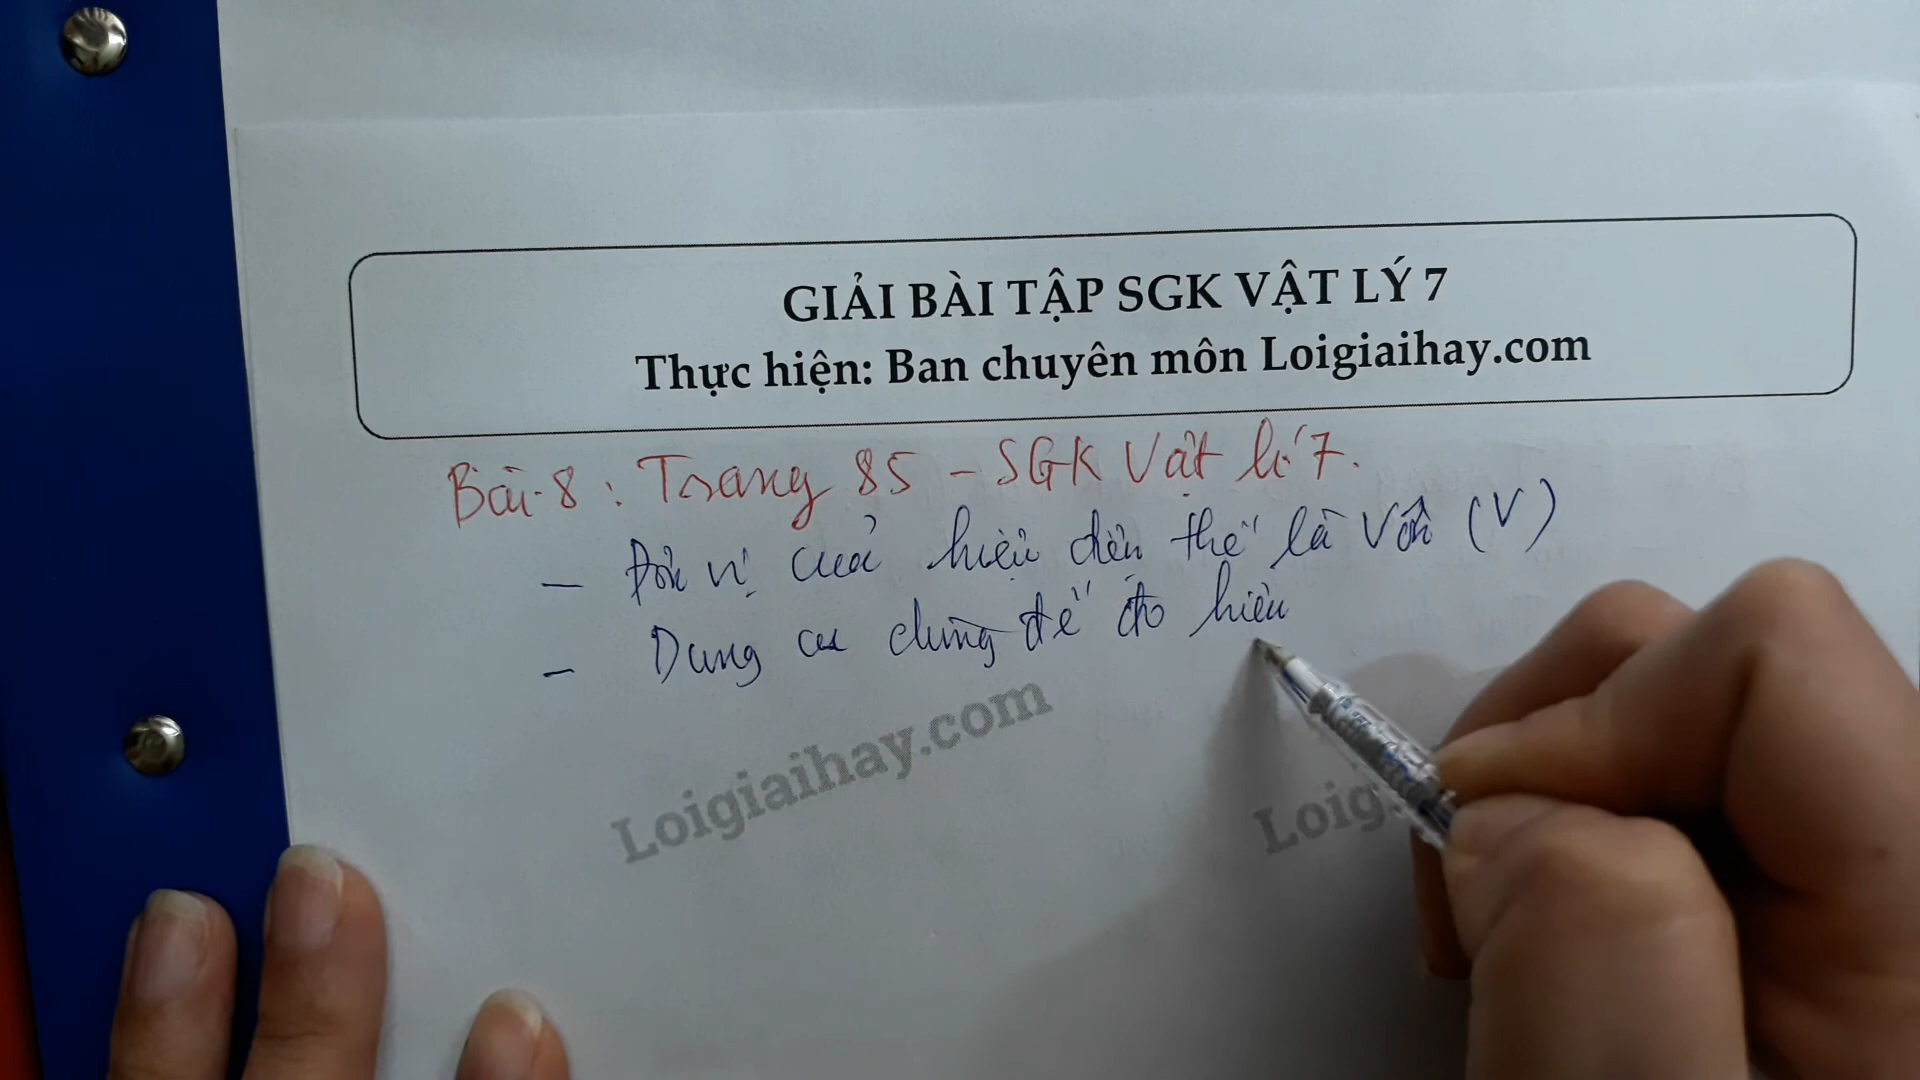 GIẢI BÀI TẬP SGK VẬT LÝ 7
Thực hiện: Ban chuyên môn Loigiaihay.com
Bài 8: Trang 85 - SGK Vật lí 7.
- Đơn vị của hiệu điện thế là Vôn (V)
- Dụng cụ dùng để đo hiệu
Loigiaihay.com
Loig